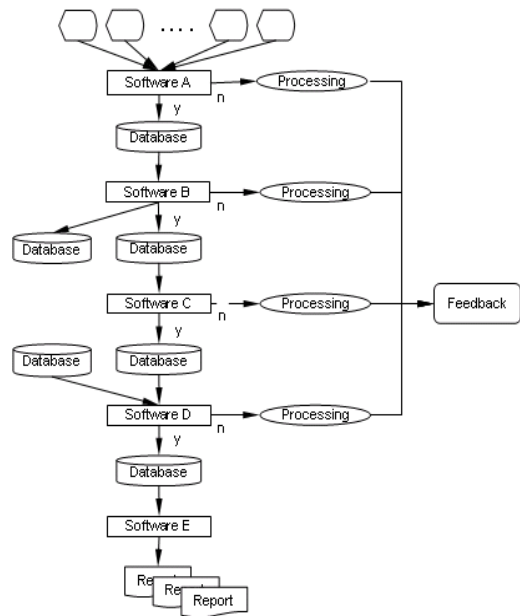 ....
Software A
n
Processing
y
Database
Software B
n
Processing
y
Database
Database
Software C
n
Processing
Feedback
y
Database
Database
Software D
n
Processing
y
Database
Software E
Report